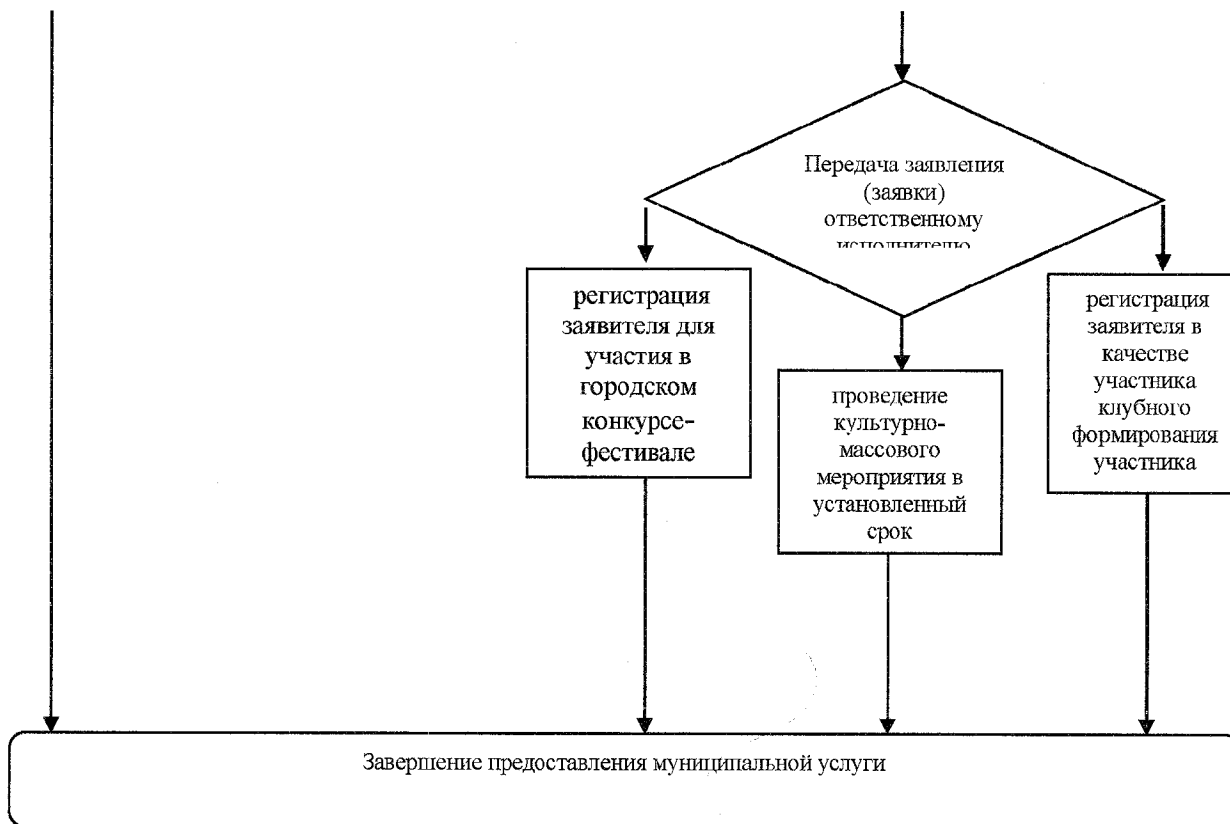 Передача заявления
(заявки)
ответственному
исполнителю
регистрация
заявителя для
участия в
городском
конкурсе-
фестивале
проведение
культурно-
массового
мероприятия в
установленный
срок
регистрация
заявителя в
качестве
участника
клубного
формирования
участника
Завершение предоставления муниципальной услуги